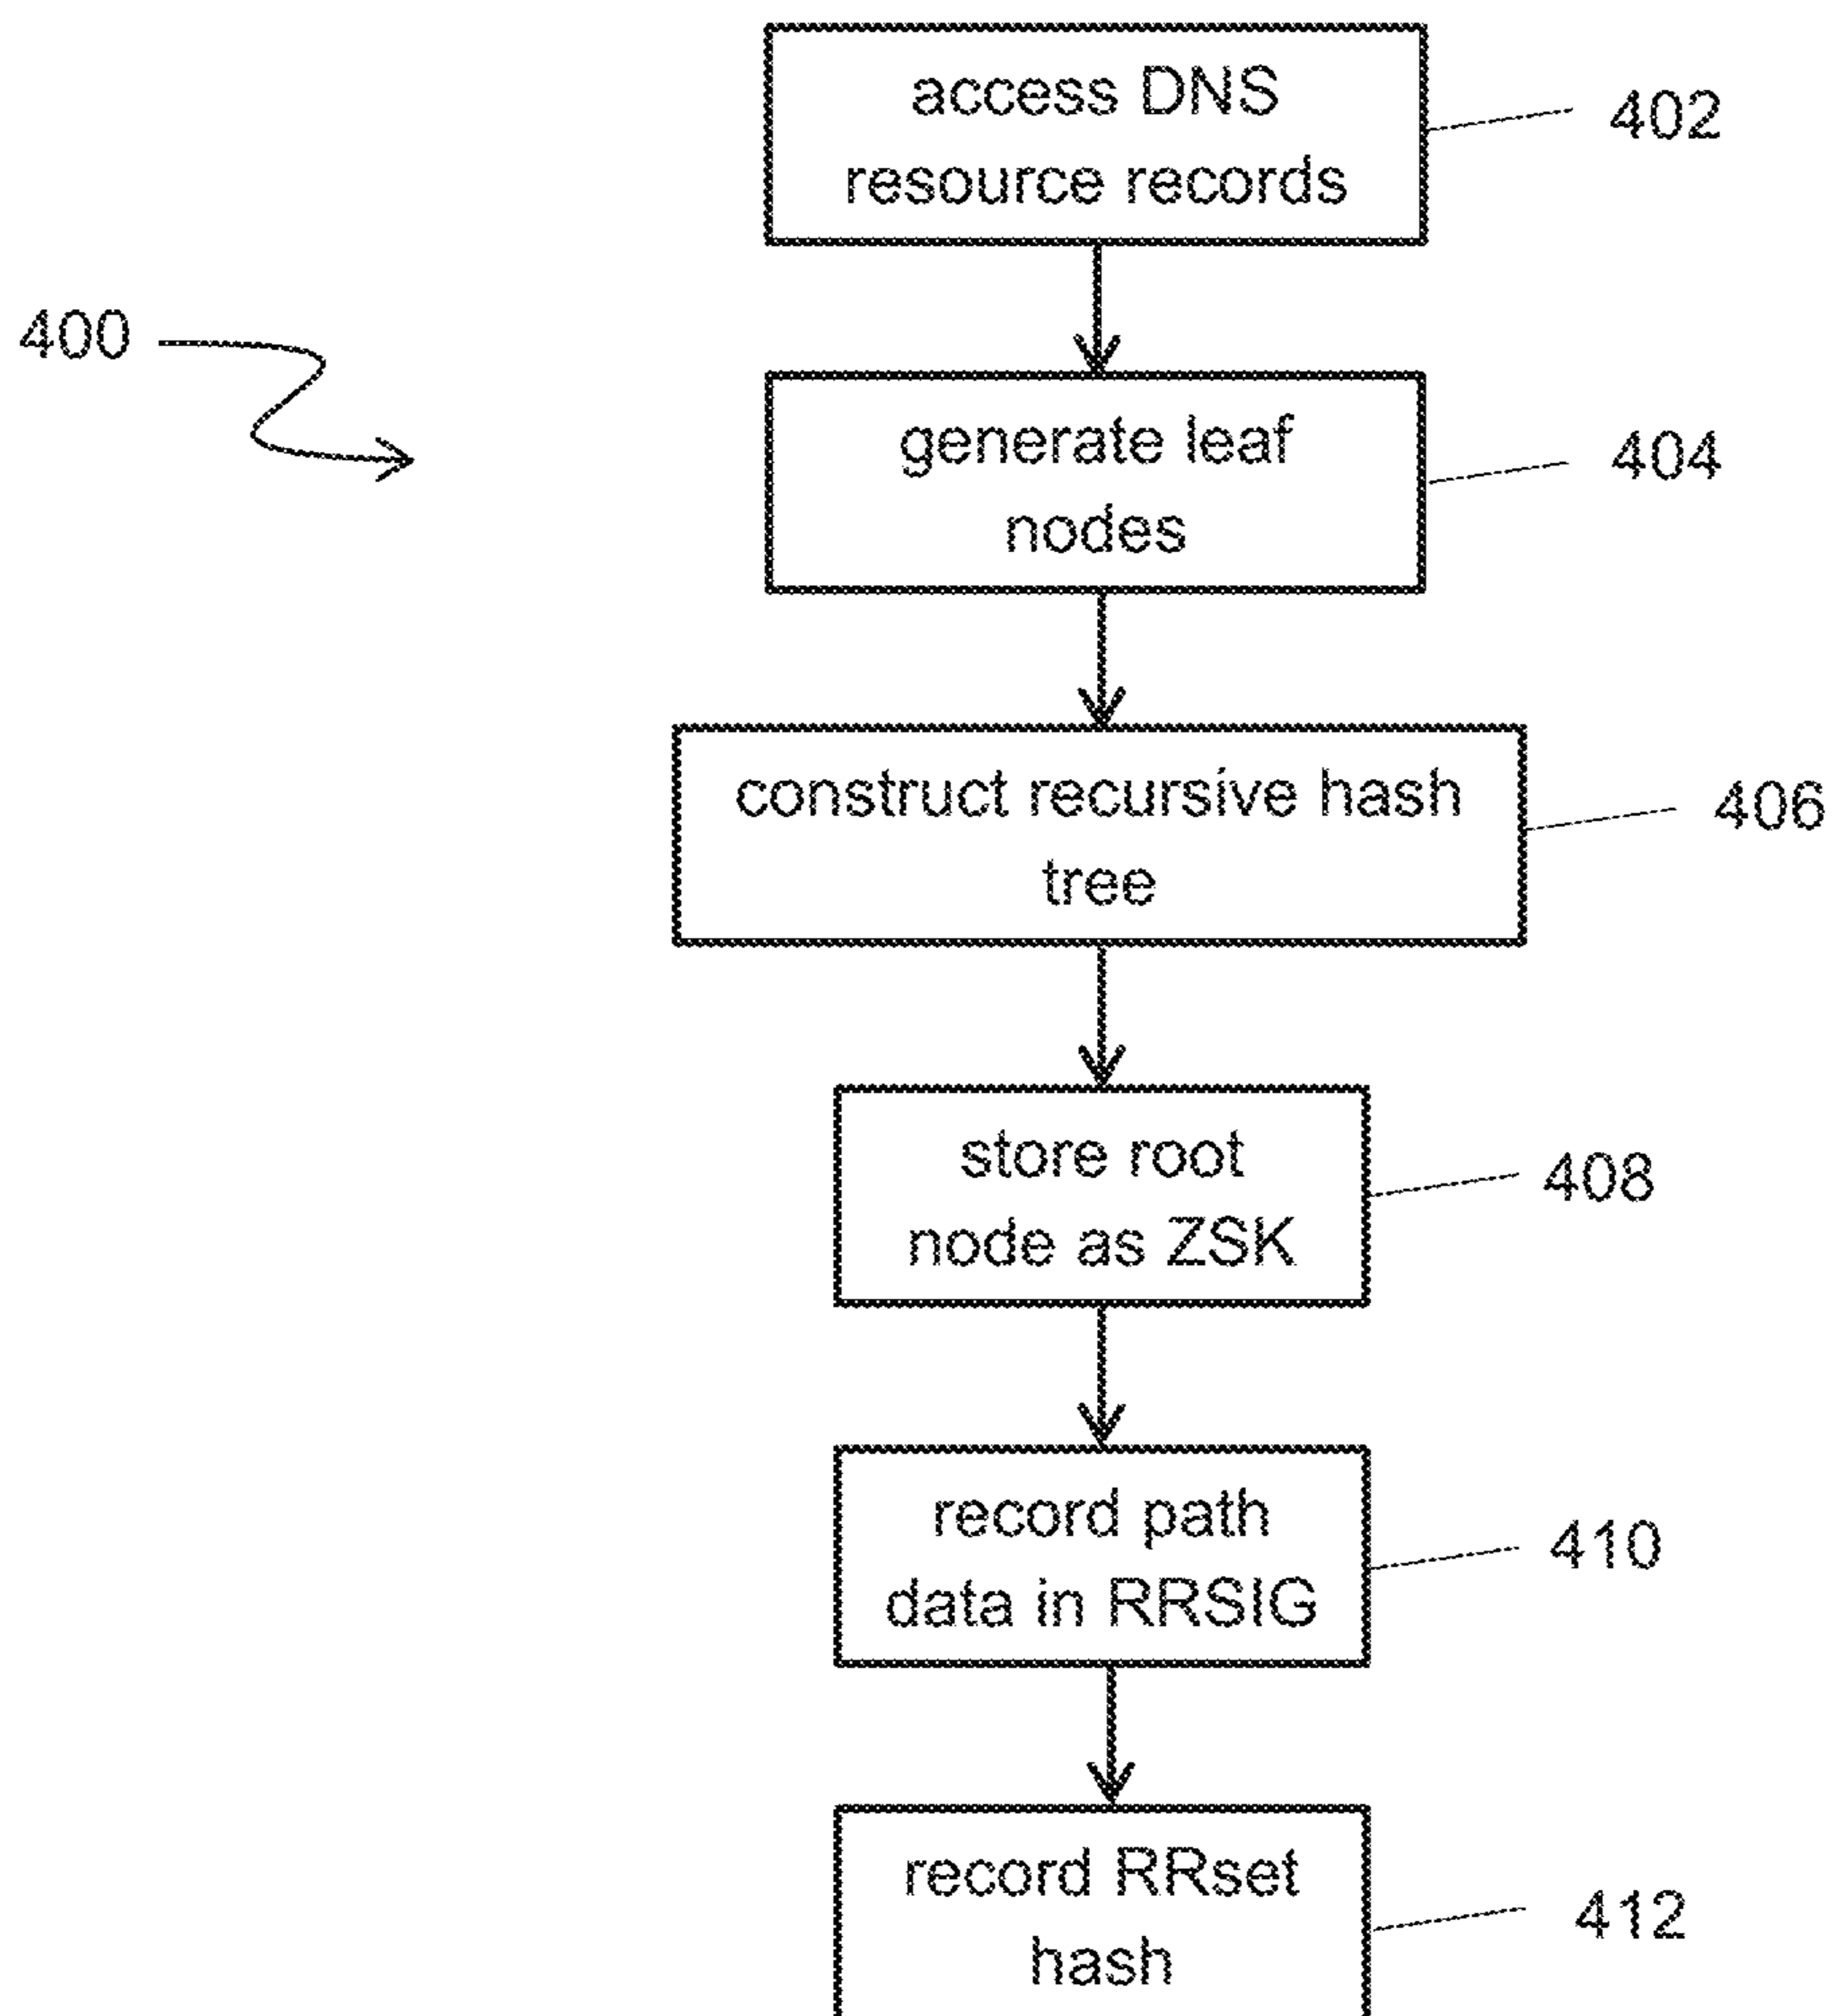 access DNS
resource records
402
400
generate leaf
nodes
404
construct recursive hash
tree
406
store root
node as ZSK
408
record path
data in RRSIG
410
record RRset
hash
412